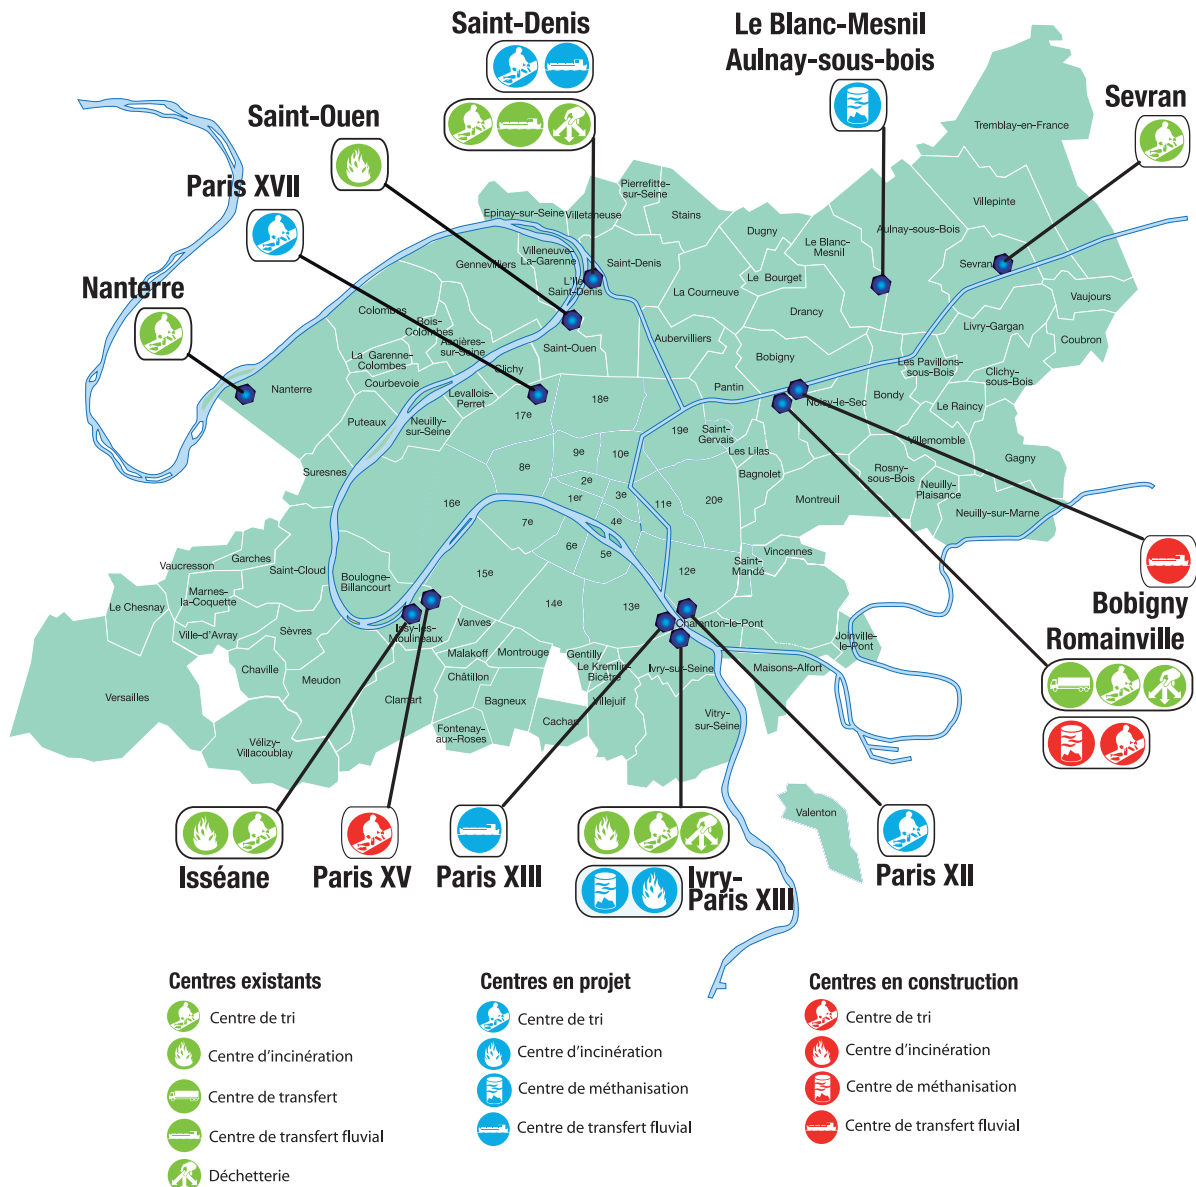 Saint-Denis
Le Blanc-Mesnil
Aulnay-sous-bois
Sevran
Saint-Ouen
Paris XVII
Nanterre
Tremblay-en-France
Pierrefitte-
sur-Seine
Villepinte
Epinay-sur-Seine
Villetaneuse
Stains
Dugny
Aulnay-sous-Bois
Le Blanc-
Mesnil
Villeneuve-
La-Garenne
Gennevilliers
Saint-Denis
Sevran
Le Bourget
L'Ile
Saint-Denis
La Courneuve
Vaujours
Colombes
Drancy
Bois-
Colombes
Livry-Gargan
Asnières-
sur-Seine
Saint-Ouen
Aubervilliers
Coubron
La Garenne-
Colombes
Bobigny
Les Pavillons-
sous-Bois
Clichy
Clichy-
sous-Bois
Courbevoie
Nanterre
Levallois-
Perret
Pantin
Bondy
18e
Noisy-le-Sec
Le Raincy
17e
Puteaux
Neuilly-
sur-Seine
19e
Saint-
Gervais
Villemomble
Les Lilas
9e
10e
Gagny
Suresnes
8e
Bagnolet
Rosny-
sous-Bois
2e
Neuilly-
Plaisance
1er
3e
11e
20e
Montreuil
16e
Neuilly-sur-Marne
7e
4e
6e
5e
Vincennes
Garches
Saint-
Mandé
Vaucresson
Saint-Cloud
Boulogne-
Billancourt
15e
12e
Marnes-
la-Coquette
Le Chesnay
14e
13e
Bobigny
Romainville
Charenton-le-Pont
Vanves
Issy-les-
Moulineaux
Sèvres
Ville-d'Avray
Joinville-
le-Pont
Malakoff
Montrouge
Gentilly
Le Kremlin-
Bicêtre
Ivry-sur-Seine
Maisons-Alfort
Chaville
Châtillon
Meudon
Versailles
Clamart
Bagneux
Villejuif
Vitry-
sur-Seine
Cachan
Fontenay-
aux-Roses
Vélizy-
Villacoublay
Valenton
Isséane
Paris XV
Paris XIII
Ivry-
Paris XIII
Paris XII
Centres existants
Centre de tri
Centre d'incinération
Centre de transfert
Centre de transfert fluvial
Déchetterie
Centres en projet
Centre de tri
Centre d'incinération
Centre de méthanisation
Centre de transfert fluvial
Centres en construction
Centre de tri
Centre d'incinération
Centre de méthanisation
Centre de transfert fluvial